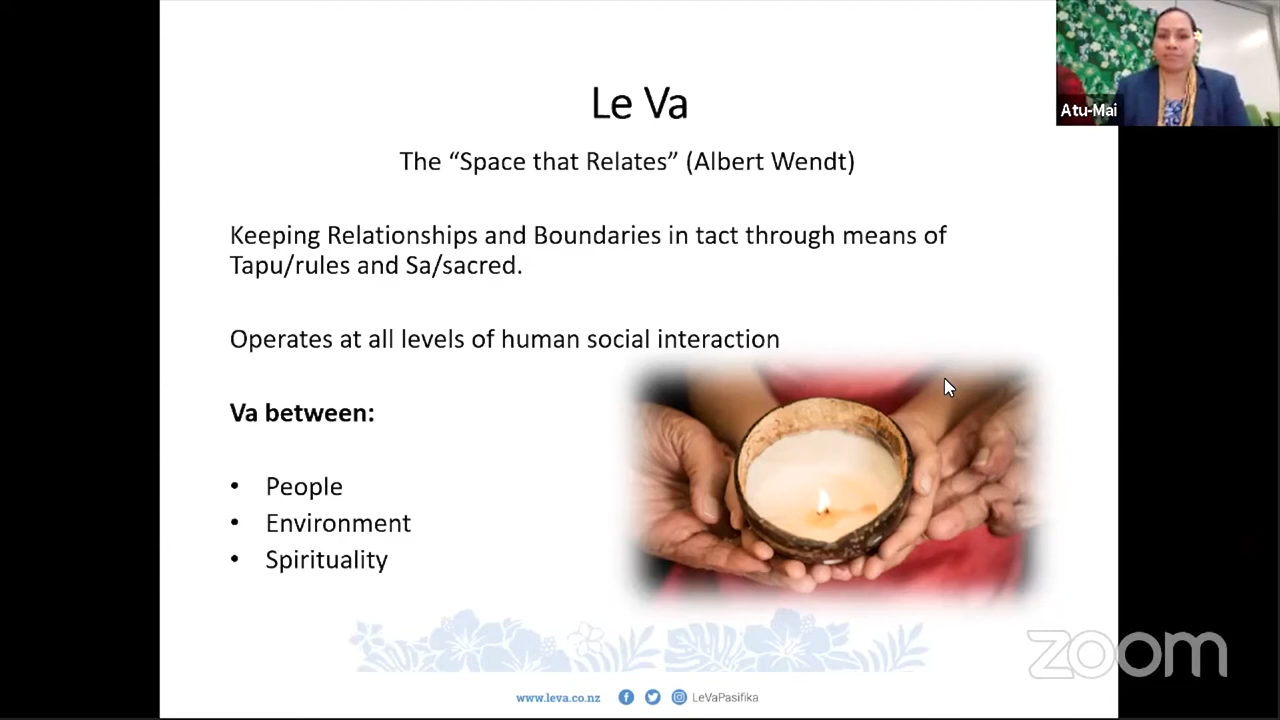 Le Va
The “Space that Relates” (Albert Wendt)
Keeping Relationships and Boundaries in tact through means of
Tapu/rules and Sa/sacred.
Operates at all levels of human social interaction
Va between:
• People
• Environment
• Spirituality
www.leva.co.nz LeVaPasifika
Atu-Mai
zoom